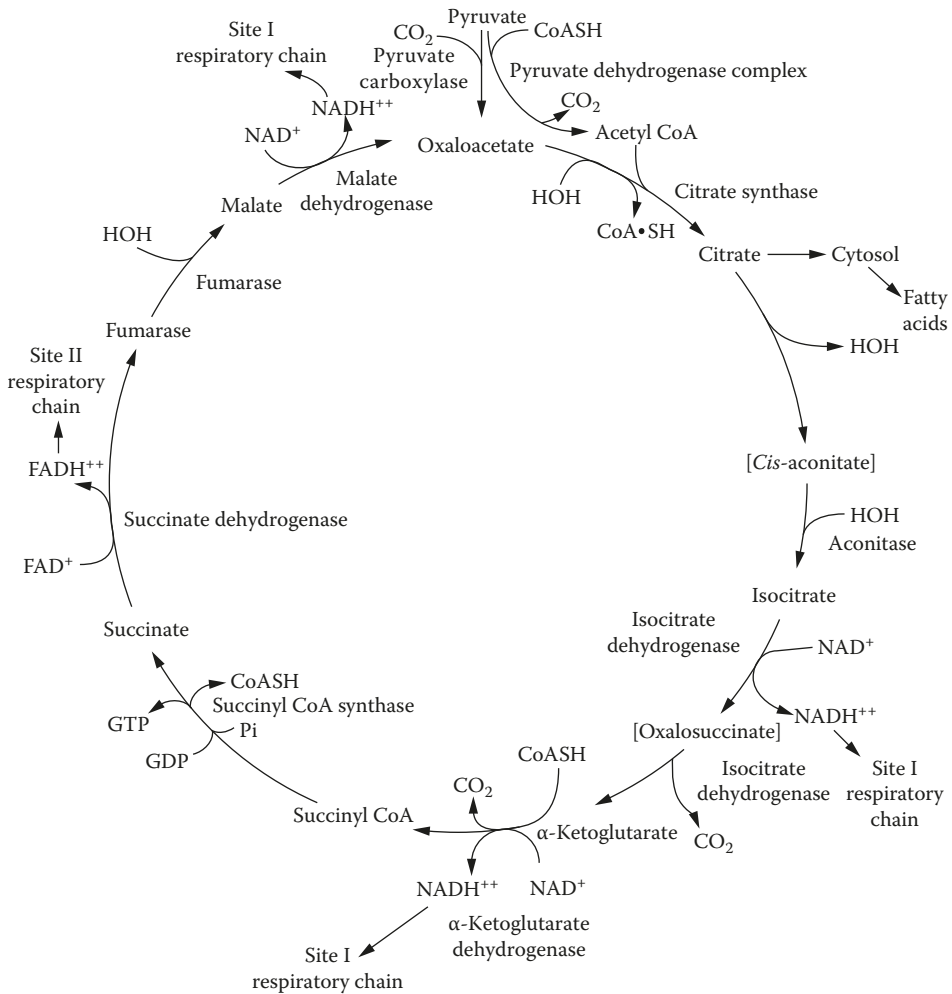 Pyruvate
CO₂
CoASH
Pyruvate
carboxylase
Pyruvate dehydrogenase complex
CO₂
Acetyl CoA
Oxaloacetate
HOH
Citrate synthase
CoA•SH
Citrate
Cytosol
Fatty
acids
HOH
[Cis-aconitate]
HOH
Aconitase
Isocitrate
Isocitrate
dehydrogenase
NAD⁺
NADH⁺⁺
Site I
respiratory
chain
[Oxalosuccinate]
Isocitrate
dehydrogenase
CO₂
α-Ketoglutarate
CoASH
CO₂
NADH⁺⁺
NAD⁺
α-Ketoglutarate
dehydrogenase
Site I
respiratory chain
Succinyl CoA
CoASH
Succinyl CoA synthase
GTP
Pi
GDP
Succinate
FAD⁺
Succinate dehydrogenase
FADH⁺⁺
Site II
respiratory
chain
Fumarase
HOH
Fumarase
Malate
NAD⁺
Malate
dehydrogenase
NADH⁺⁺
Site I
respiratory chain